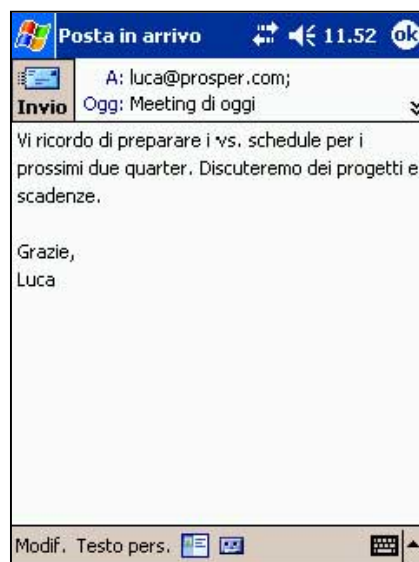 Posta in arrivo 11.52 ok
A: luca@prosper.com;
Invio Ogg: Meeting di oggi
Vi ricordo di preparare i vs. schedule per i
prossimi due quarter. Discuteremo dei progetti e
scadenze.
Grazie,
Luca
Modif. Testo pers.